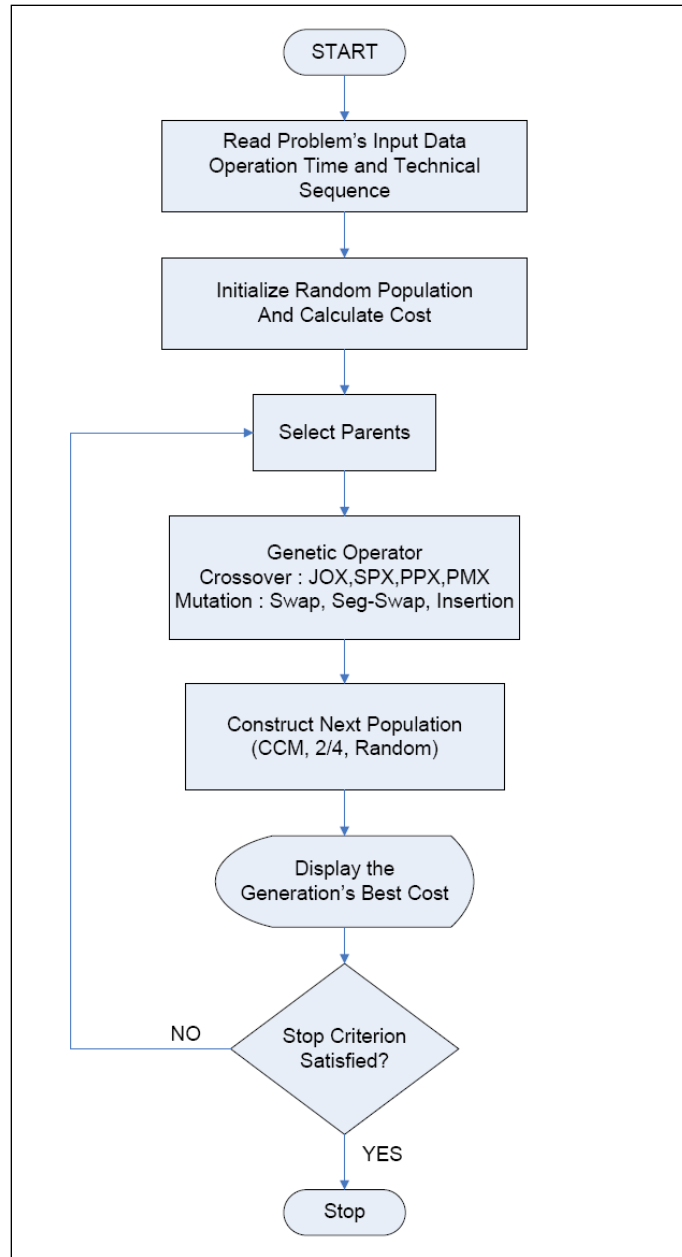 START
Read Problem’s Input Data
Operation Time and Technical
Sequence
Initialize Random Population
And Calculate Cost
Select Parents
Genetic Operator
Crossover : JOX,SPX,PPX,PMX
Mutation : Swap, Seg-Swap, Insertion
Construct Next Population
(CCM, 2/4, Random)
Display the
Generation’s Best Cost
NO
Stop Criterion
Satisfied?
YES
Stop